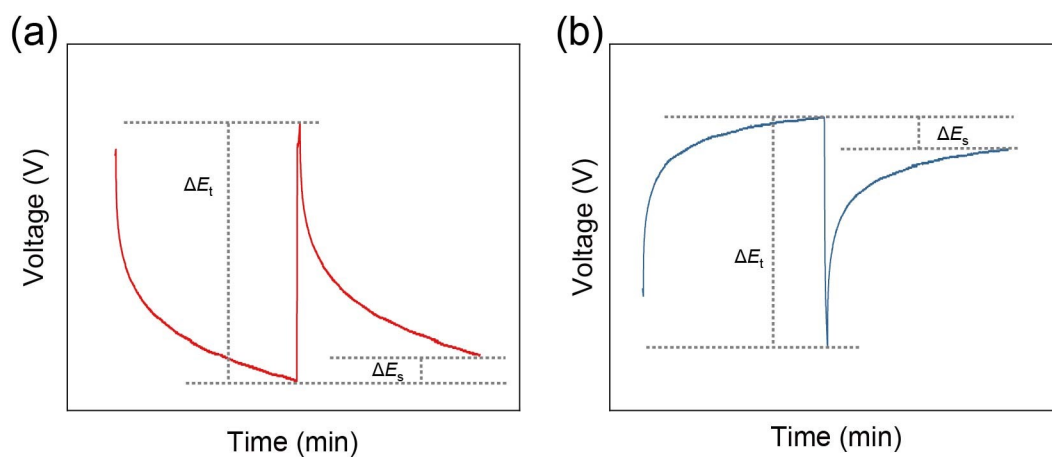 (a)
Voltage (V)
ΔEt
ΔEs
Time (min)
(b)
Voltage (V)
ΔEs
ΔEt
Time (min)